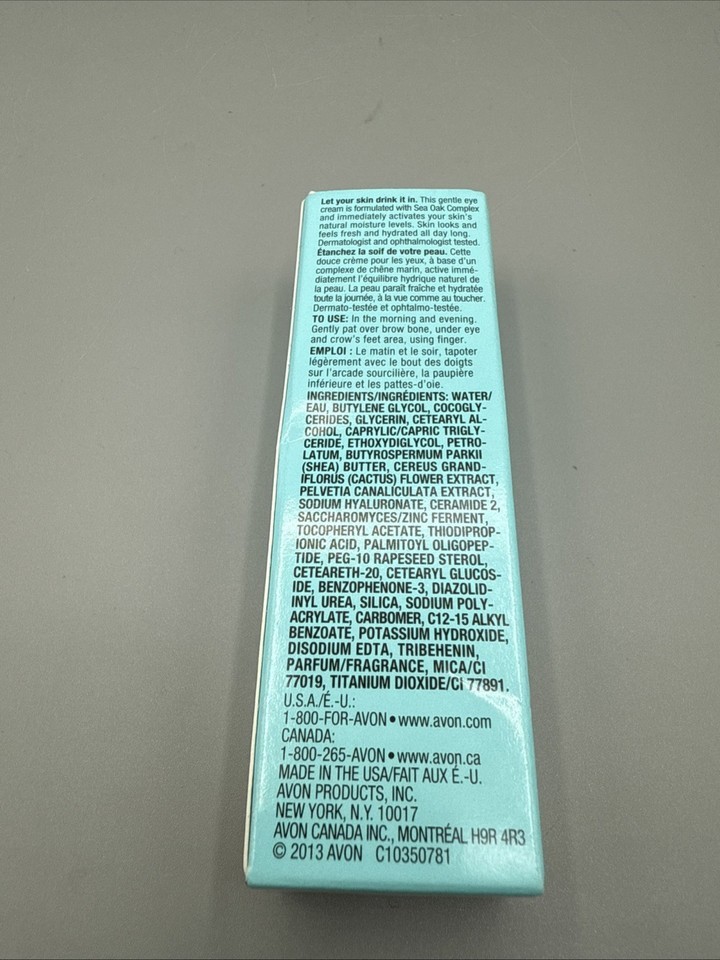 Let your skin drink it in. This gentle eye
cream is formulated with Sea Oak Complex
and immediately activates your skin's
natural moisture levels. Skin looks and
feels fresh and hydrated all day long.
Dermatologist and ophthalmologist tested.
Étanchez la soif de votre peau. Cette
douce crème pour les yeux, à base d'un
complexe de chêne marin, active immé-
diatement l'équilibre hydrique naturel de
la peau. La peau paraît fraîche et hydratée
toute la journée, à la vue comme au toucher.
Dermato-testée et ophtalmo-testée.
TO USE: In the morning and evening.
Gently pat over brow bone, under eye
and crow's feet area, using finger.
EMPLOI : Le matin et le soir, tapoter
légèrement avec le bout des doigts
sur l'arcade sourcilière, la paupière
inférieure et les pattes-d'oie.
INGREDIENTS/INGRÉDIENTS: WATER/
EAU, BUTYLENE GLYCOL, COCOGLY-
CERIDES, GLYCERIN, CETEARYL AL-
COHOL, CAPRYLIC/CAPRIC TRIGLY-
CERIDE, ETHOXYDIGLYCOL, PETRO-
LATUM, BUTYROSPERMUM PARKII
(SHEA) BUTTER, CEREUS GRAND-
IFLORUS (CACTUS) FLOWER EXTRACT,
PELVETIA CANALICULATA EXTRACT,
SODIUM HYALURONATE, CERAMIDE 2,
SACCHAROMYCES/ZINC FERMENT,
TOCOPHERYL ACETATE, THIODIPROP-
IONIC ACID, PALMITOYL OLIGOPEP-
TIDE, PEG-10 RAPESEED STEROL,
CETEARETH-20, CETEARYL GLUCOS-
IDE, BENZOPHENONE-3, DIAZOLID-
INYL UREA, SILICA, SODIUM POLY-
ACRYLATE, CARBOMER, C12-15 ALKYL
BENZOATE, POTASSIUM HYDROXIDE,
DISODIUM EDTA, TRIBEHENIN,
PARFUM/FRAGRANCE, MICA/CI
77019, TITANIUM DIOXIDE/CI 77891.
U.S.A./É.-U.:
1-800-FOR-AVON • www.avon.com
CANADA:
1-800-265-AVON • www.avon.ca
MADE IN THE USA/FAIT AUX É.-U.
AVON PRODUCTS, INC.
NEW YORK, N.Y. 10017
AVON CANADA INC., MONTRÉAL H9R 4R3
© 2013 AVON C10350781